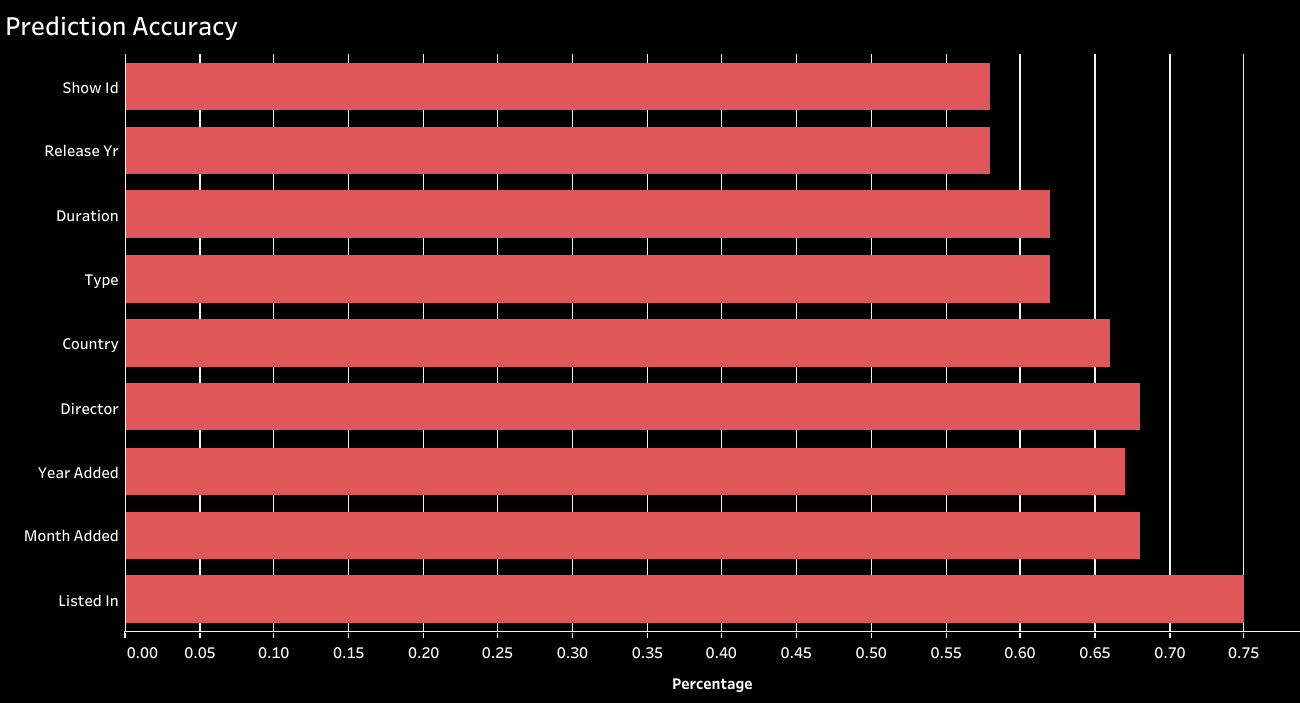 Prediction Accuracy
Show Id
Release Yr
Duration
Type
Country
Director
Year Added
Month Added
Listed In
0.00 0.05 0.10 0.15 0.20 0.25 0.30 0.35 0.40 0.45 0.50 0.55 0.60 0.65 0.70 0.75
Percentage